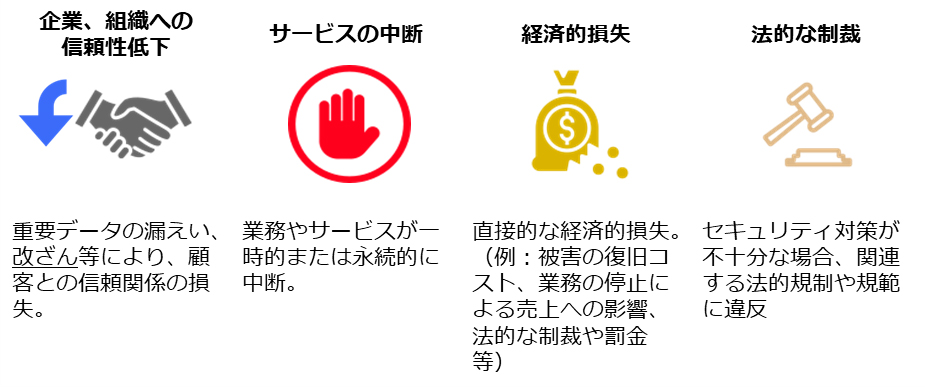 企業、組織への
信頼性低下
サービスの中断
経済的損失
法的な制裁
$
重要データの漏えい、
改ざん等により、顧
客との信頼関係の損
失。
業務やサービスが一
時的または永続的に
中断。
直接的な経済的損失。
（例：被害の復旧コ
スト、業務の停止に
よる売上への影響、
法的な制裁や罰金
等）
セキュリティ対策が
不十分な場合、関連
する法的規制や規範
に違反